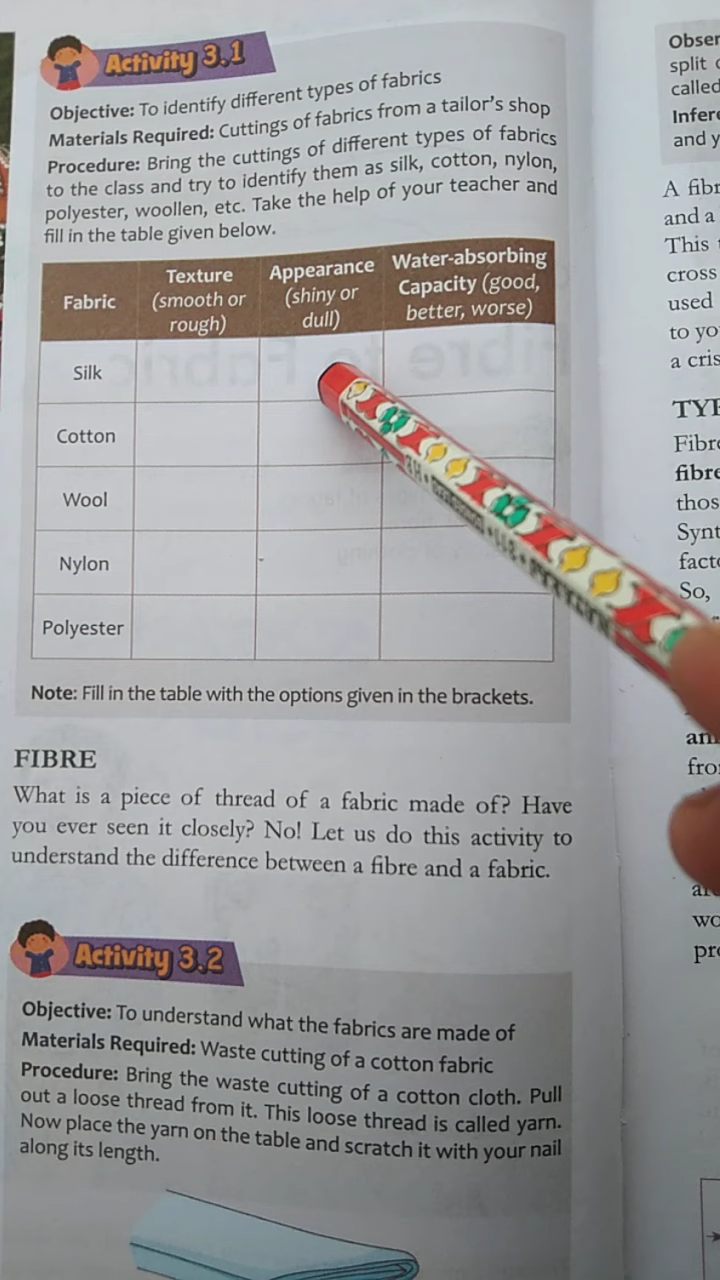 Activity 3.1
Objective: To identify different types of fabrics
Materials Required: Cuttings of fabrics from a tailor's shop
Procedure: Bring the cuttings of different types of fabrics
to the class and try to identify them as silk, cotton, nylon,
polyester, woollen, etc. Take the help of your teacher and
fill in the table given below.
Fabric
Texture
(smooth or
rough)
Appearance
(shiny or
dull)
Water-absorbing
Capacity (good,
better, worse)
Silk
Cotton
Wool
Nylon
Polyester
Note: Fill in the table with the options given in the brackets.
FIBRE
What is a piece of thread of a fabric made of? Have
you ever seen it closely? No! Let us do this activity to
understand the difference between a fibre and a fabric.
Activity 3.2
Objective: To understand what the fabrics are made of
Materials Required: Waste cutting of a cotton fabric
Procedure: Bring the waste cutting of a cotton cloth. Pull
out a loose thread from it. This loose thread is called yarn.
Now place the yarn on the table and scratch it with your nail
along its length.
split
called
and
A
and a
This
cross
used
to
a
those
So,